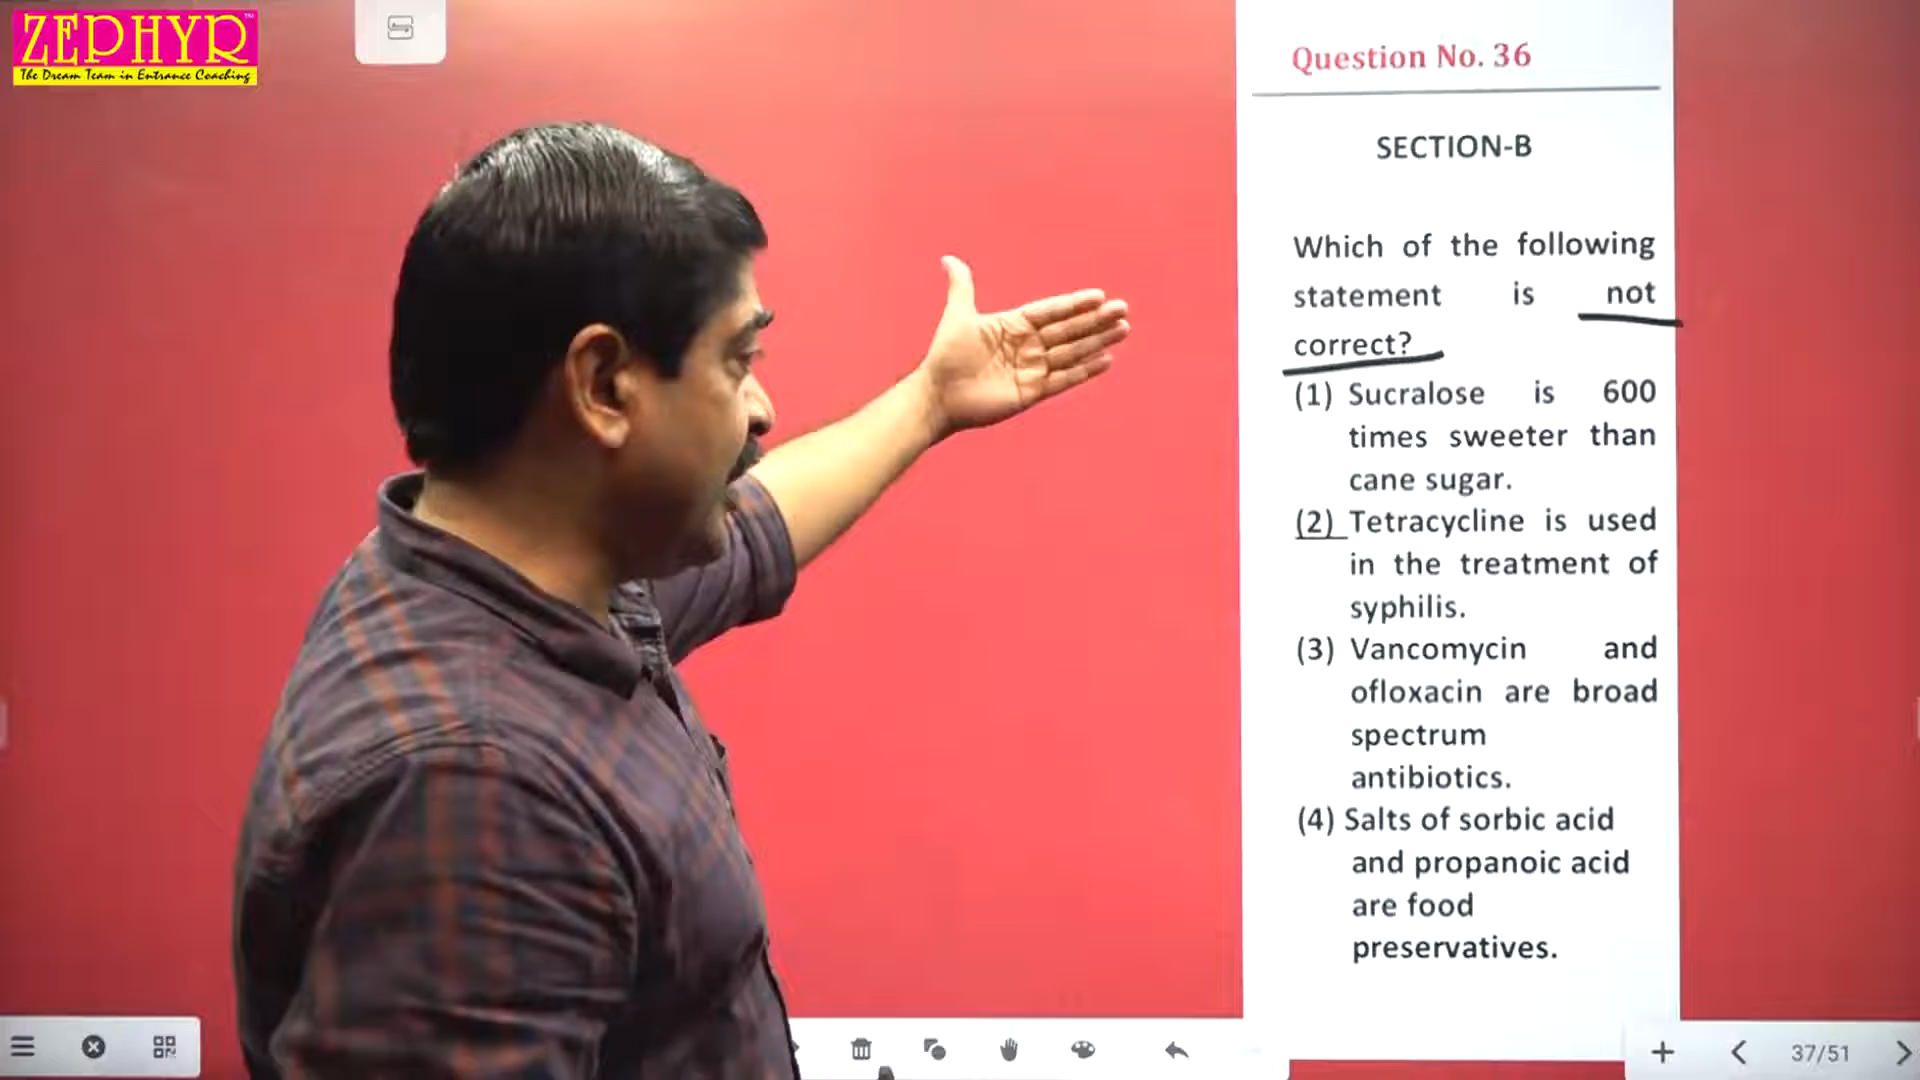 ZEPHYR™
The Dream Team in Entrance Coaching
Question No. 36
SECTION-B
Which of the following
statement is not
correct?
(1) Sucralose is 600
times sweeter than
cane sugar.
(2) Tetracycline is used
in the treatment of
syphilis.
(3) Vancomycin and
ofloxacin are broad
spectrum
antibiotics.
(4) Salts of sorbic acid
and propanoic acid
are food
preservatives.
37/51